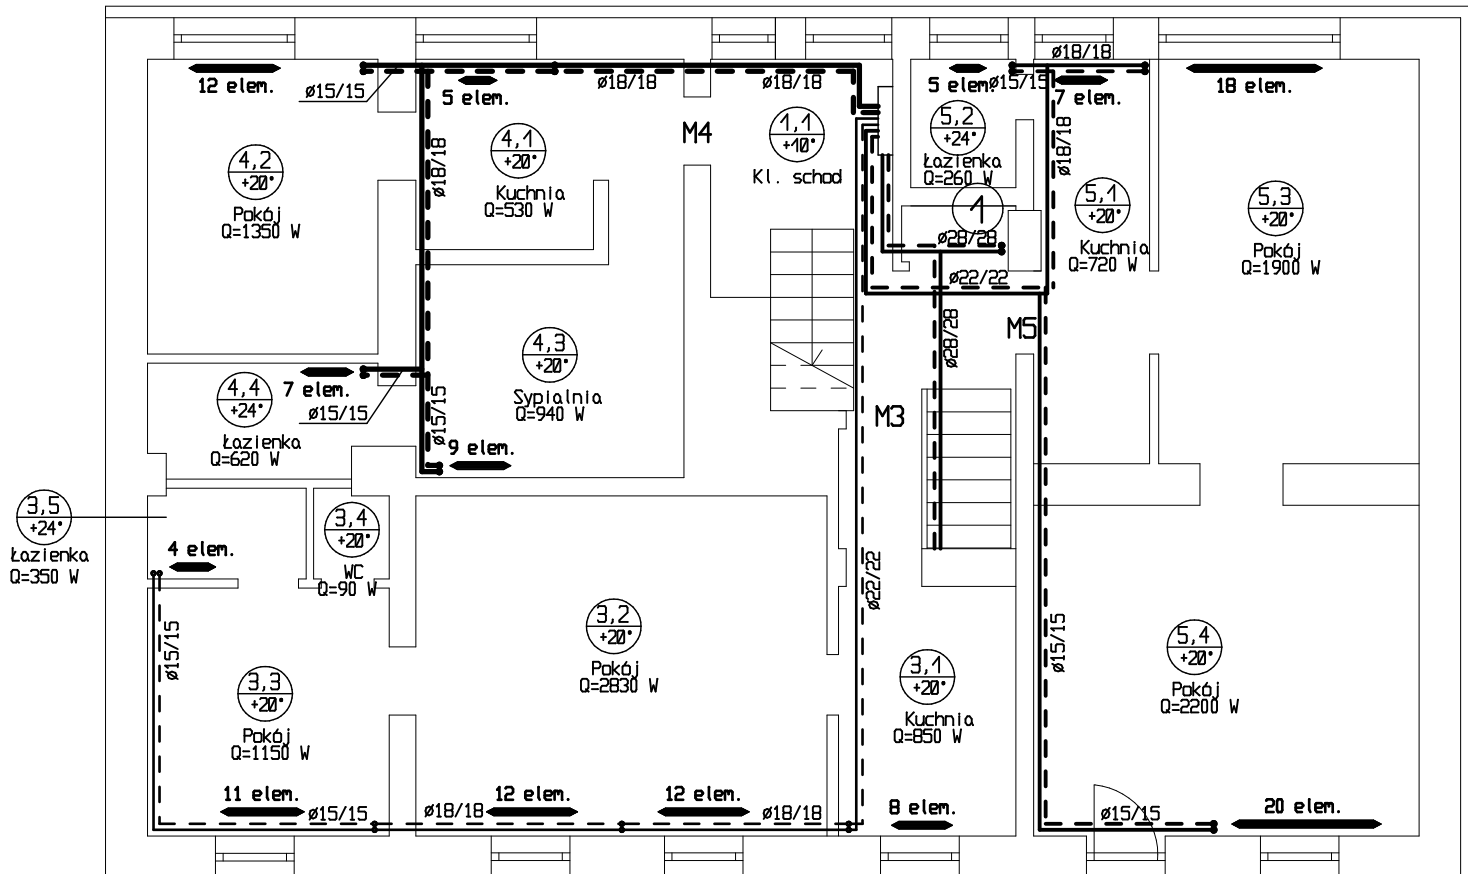 12 elem.
ø15/15
5 elem.
ø18/18
ø18/18
5 elem.
ø15/15
ø18/18
7 elem.
18 elem.
4,2
+20°
Pokój
Q=1350 W
ø18/18
4,1
+20°
Kuchnia
Q=530 W
M4
1,1
+10°
Kl. schod
5,2
+24°
Łazienka
Q=260 W
1
ø18/18
5,1
+20°
Kuchnia
Q=720 W
5,3
+20°
Pokój
Q=1900 W
ø28/28
ø22/22
ø28/28
M5
4,3
+20°
Sypialnia
Q=940 W
4,4
+24°
Łazienka
Q=620 W
7 elem.
ø15/15
ø15/15
9 elem.
M3
3,5
+24°
Łazienka
Q=350 W
4 elem.
3,4
+20°
WC
Q=90 W
ø22/22
ø15/15
3,3
+20°
Pokój
Q=1150 W
3,2
+20°
Pokój
Q=2830 W
3,1
+20°
Kuchnia
Q=850 W
ø15/15
5,4
+20°
Pokój
Q=2200 W
11 elem.
ø15/15
ø18/18
12 elem.
12 elem.
ø18/18
8 elem.
ø15/15
20 elem.